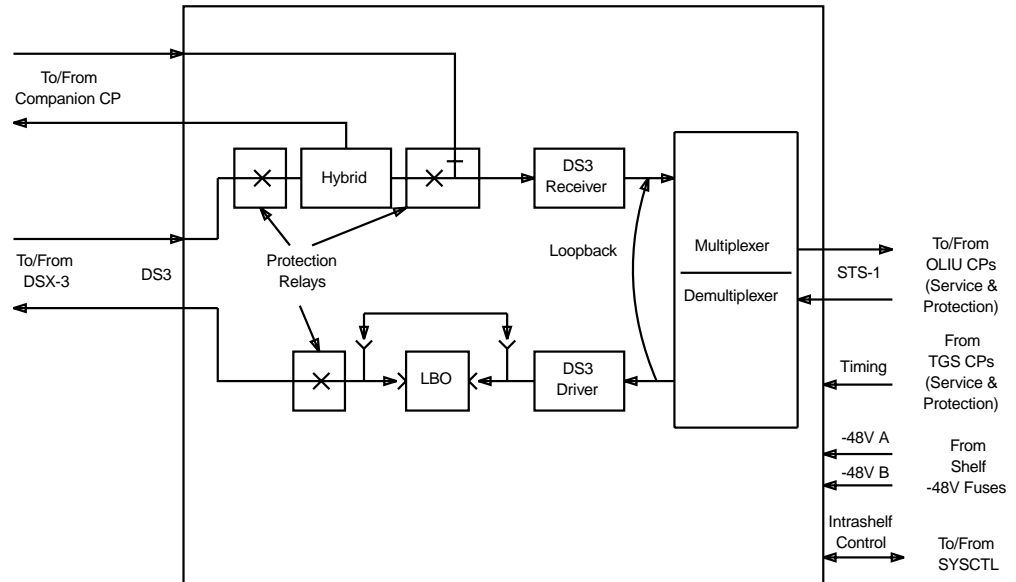 To/From
Companion CP
Hybrid
DS3
Receiver
To/From
DSX-3
DS3
Protection
Relays
Loopback
Multiplexer
Demultiplexer
STS-1
To/From
OLIU CPs
(Service &
Protection)
LBO
DS3
Driver
Timing
From
TGS CPs
(Service &
Protection)
-48V A
-48V B
From
Shelf
-48V Fuses
Intrashelf
Control
To/From
SYSCTL